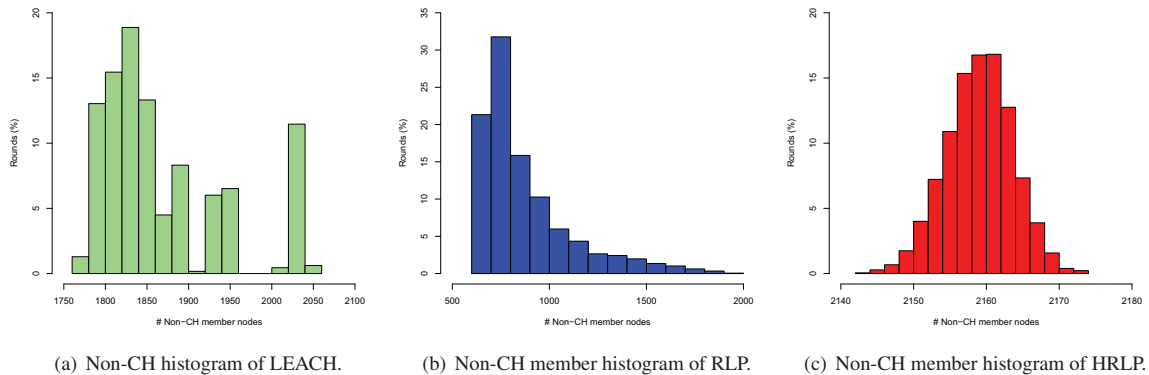 20
15
10
5
0
Rounds (%)
1750 1800 1850 1900 1950 2000 2050 2100
# Non−CH member nodes
35
30
25
20
15
10
5
0
Rounds (%)
500 1000 1500 2000
# Non−CH member nodes
20
15
10
5
0
Rounds (%)
2140 2150 2160 2170 2180
# Non−CH member nodes
(a) Non-CH histogram of LEACH.
(b) Non-CH member histogram of RLP.
(c) Non-CH member histogram of HRLP.